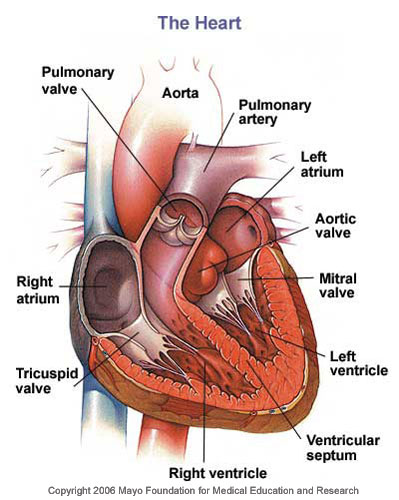 The Heart
Pulmonary
valve
Aorta
Pulmonary
artery
Left
atrium
Aortic
valve
Right
atrium
Mitral
valve
Tricuspid
valve
Left
ventricle
Ventricular
septum
Right ventricle
Copyright 2006 Mayo Foundation for Medical Education and Research